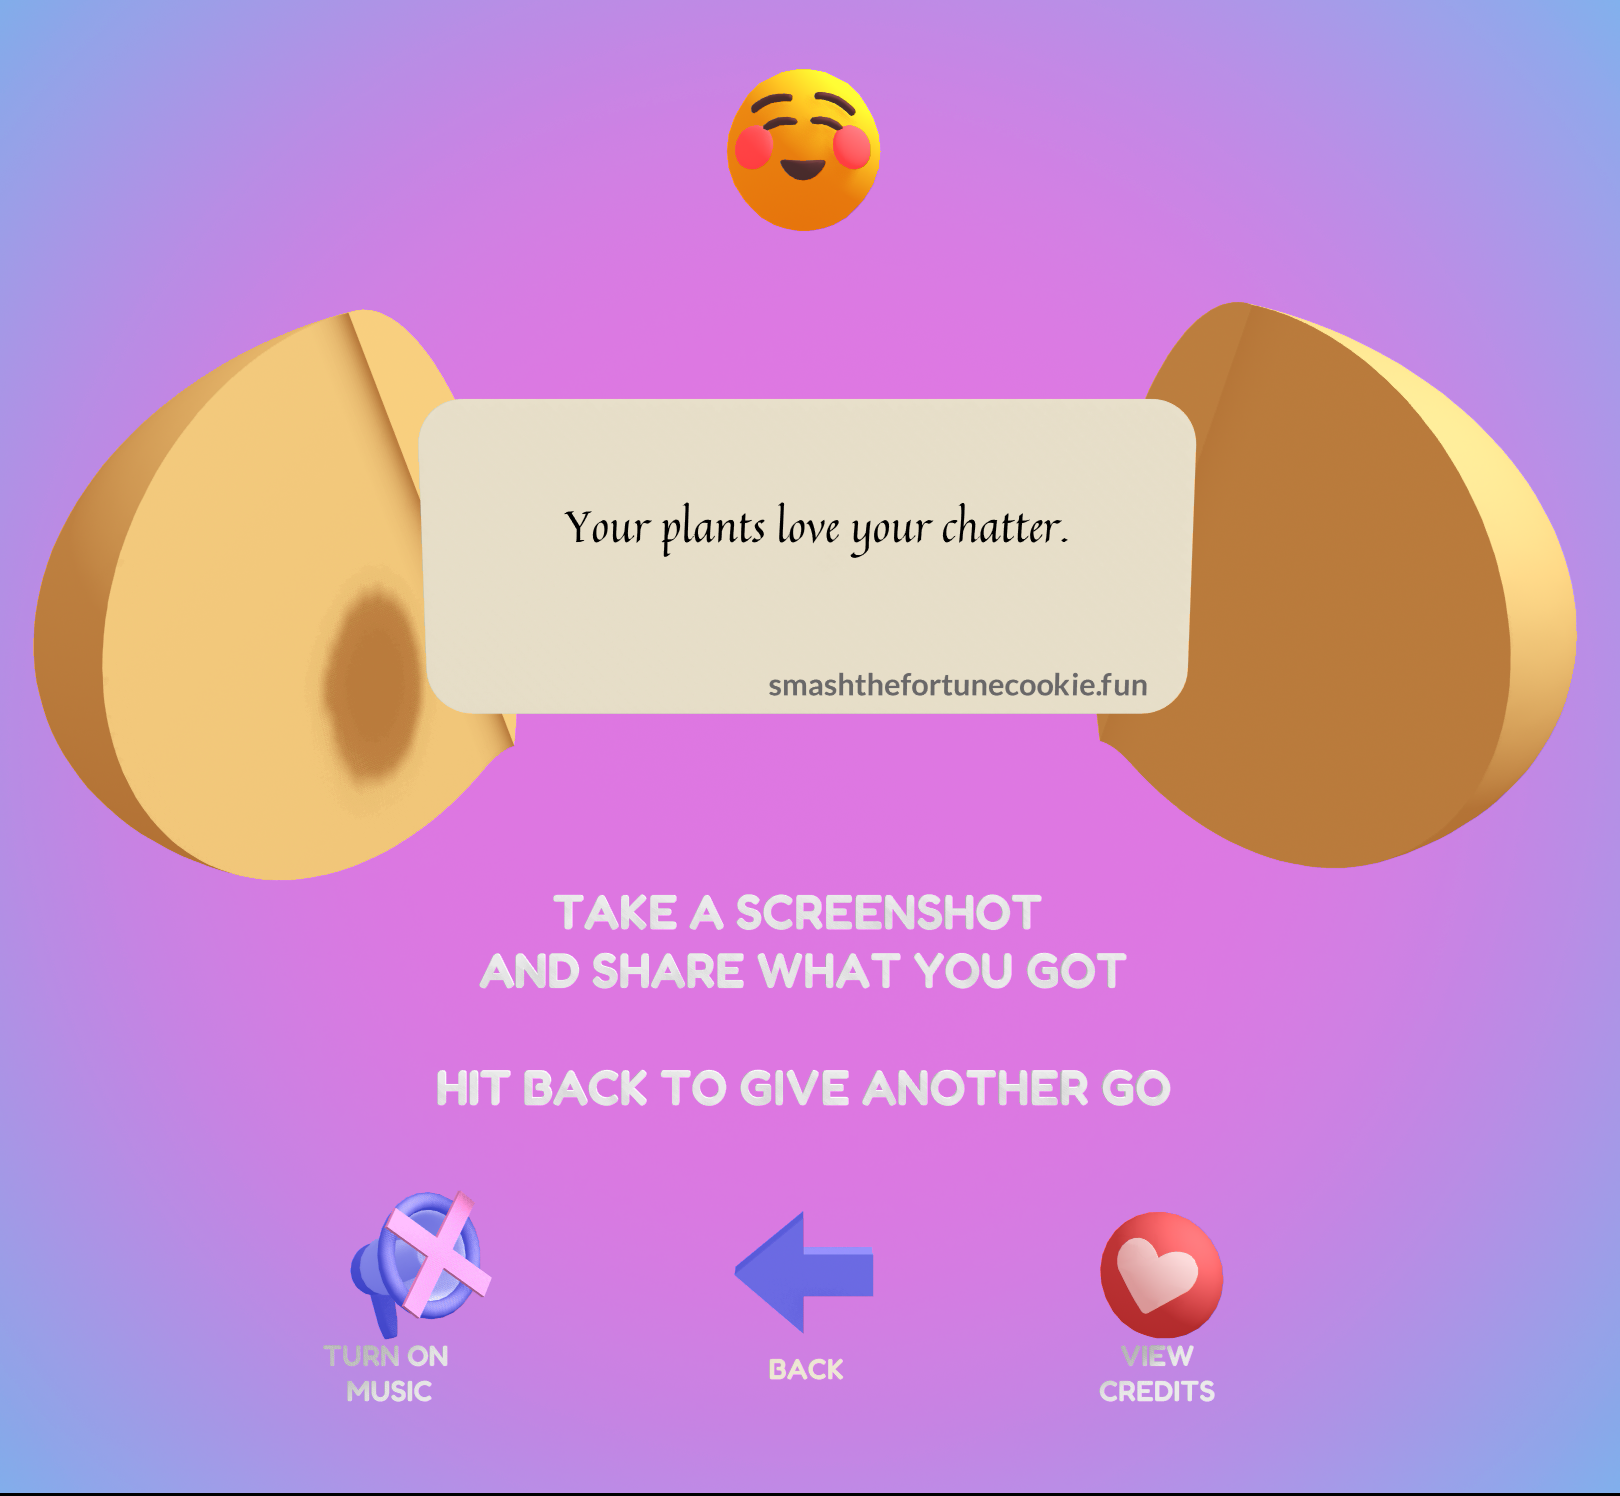 Your plants love your chatter.
smashthefortunecookie.fun
TAKE A SCREENSHOT
AND SHARE WHAT YOU GOT
HIT BACK TO GIVE ANOTHER GO
TURN ON
MUSIC
BACK
VIEW
CREDITS